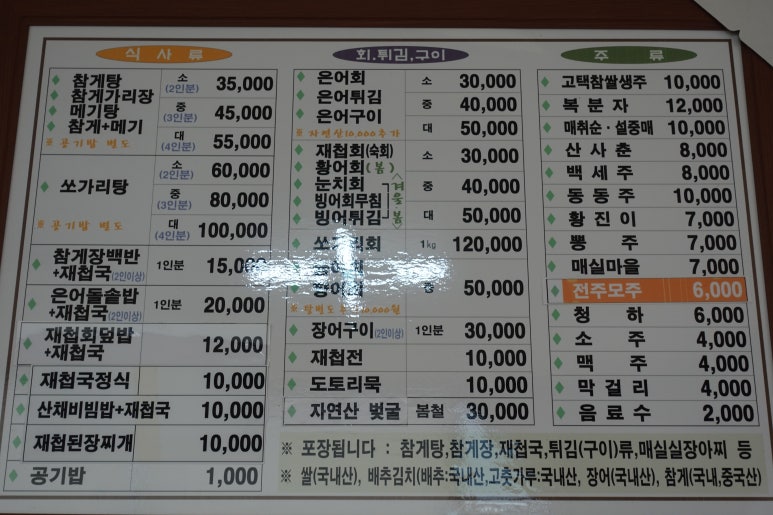 식사류
참게탕
참게가리장
메기탕
참게+메기
※ 공기밥 별도
소 (2인분) 35,000
중 (3인분) 45,000
대 (4인분) 55,000
쏘가리탕
※ 공기밥 별도
소 (2인분) 60,000
중 (3인분) 80,000
대 (4인분) 100,000
참게장백반
+재첩국(2인이상) 1인분 15,000
은어돌솥밥
+재첩국(2인이상) 1인분 20,000
재첩회덮밥
+재첩국 12,000
재첩국정식 10,000
산채비빔밥+재첩국 10,000
재첩된장찌개 10,000
공기밥 1,000
회.튀김.구이
은어회
은어튀김
은어구이
※ 자연산10,000추가
소 30,000
중 40,000
대 50,000
재첩회(숙회)
황어회(봄)
눈치회
빙어회무침
빙어튀김
<겨울·봄>
소 30,000
중 40,000
대 50,000
1kg 120,000
50,000
장어구이(2인이상) 1인분 30,000
재첩전 10,000
도토리묵 10,000
자연산 벚굴 봄철 30,000
주류
고택찹쌀생주 10,000
복분자 12,000
매취순·설중매 10,000
산사춘 8,000
백세주 8,000
동동주 10,000
황진이 7,000
뽕주 7,000
매실마을 7,000
전주모주 6,000
청하 6,000
소주 4,000
맥주 4,000
막걸리 4,000
음료수 2,000
※ 포장됩니다 : 참게탕,참게장,재첩국,튀김(구이)류,매실실장아찌 등
※ 쌀(국내산), 배추김치(배추:국내산,고춧가루:국내산, 장어(국내산), 참게(국내,중국산)